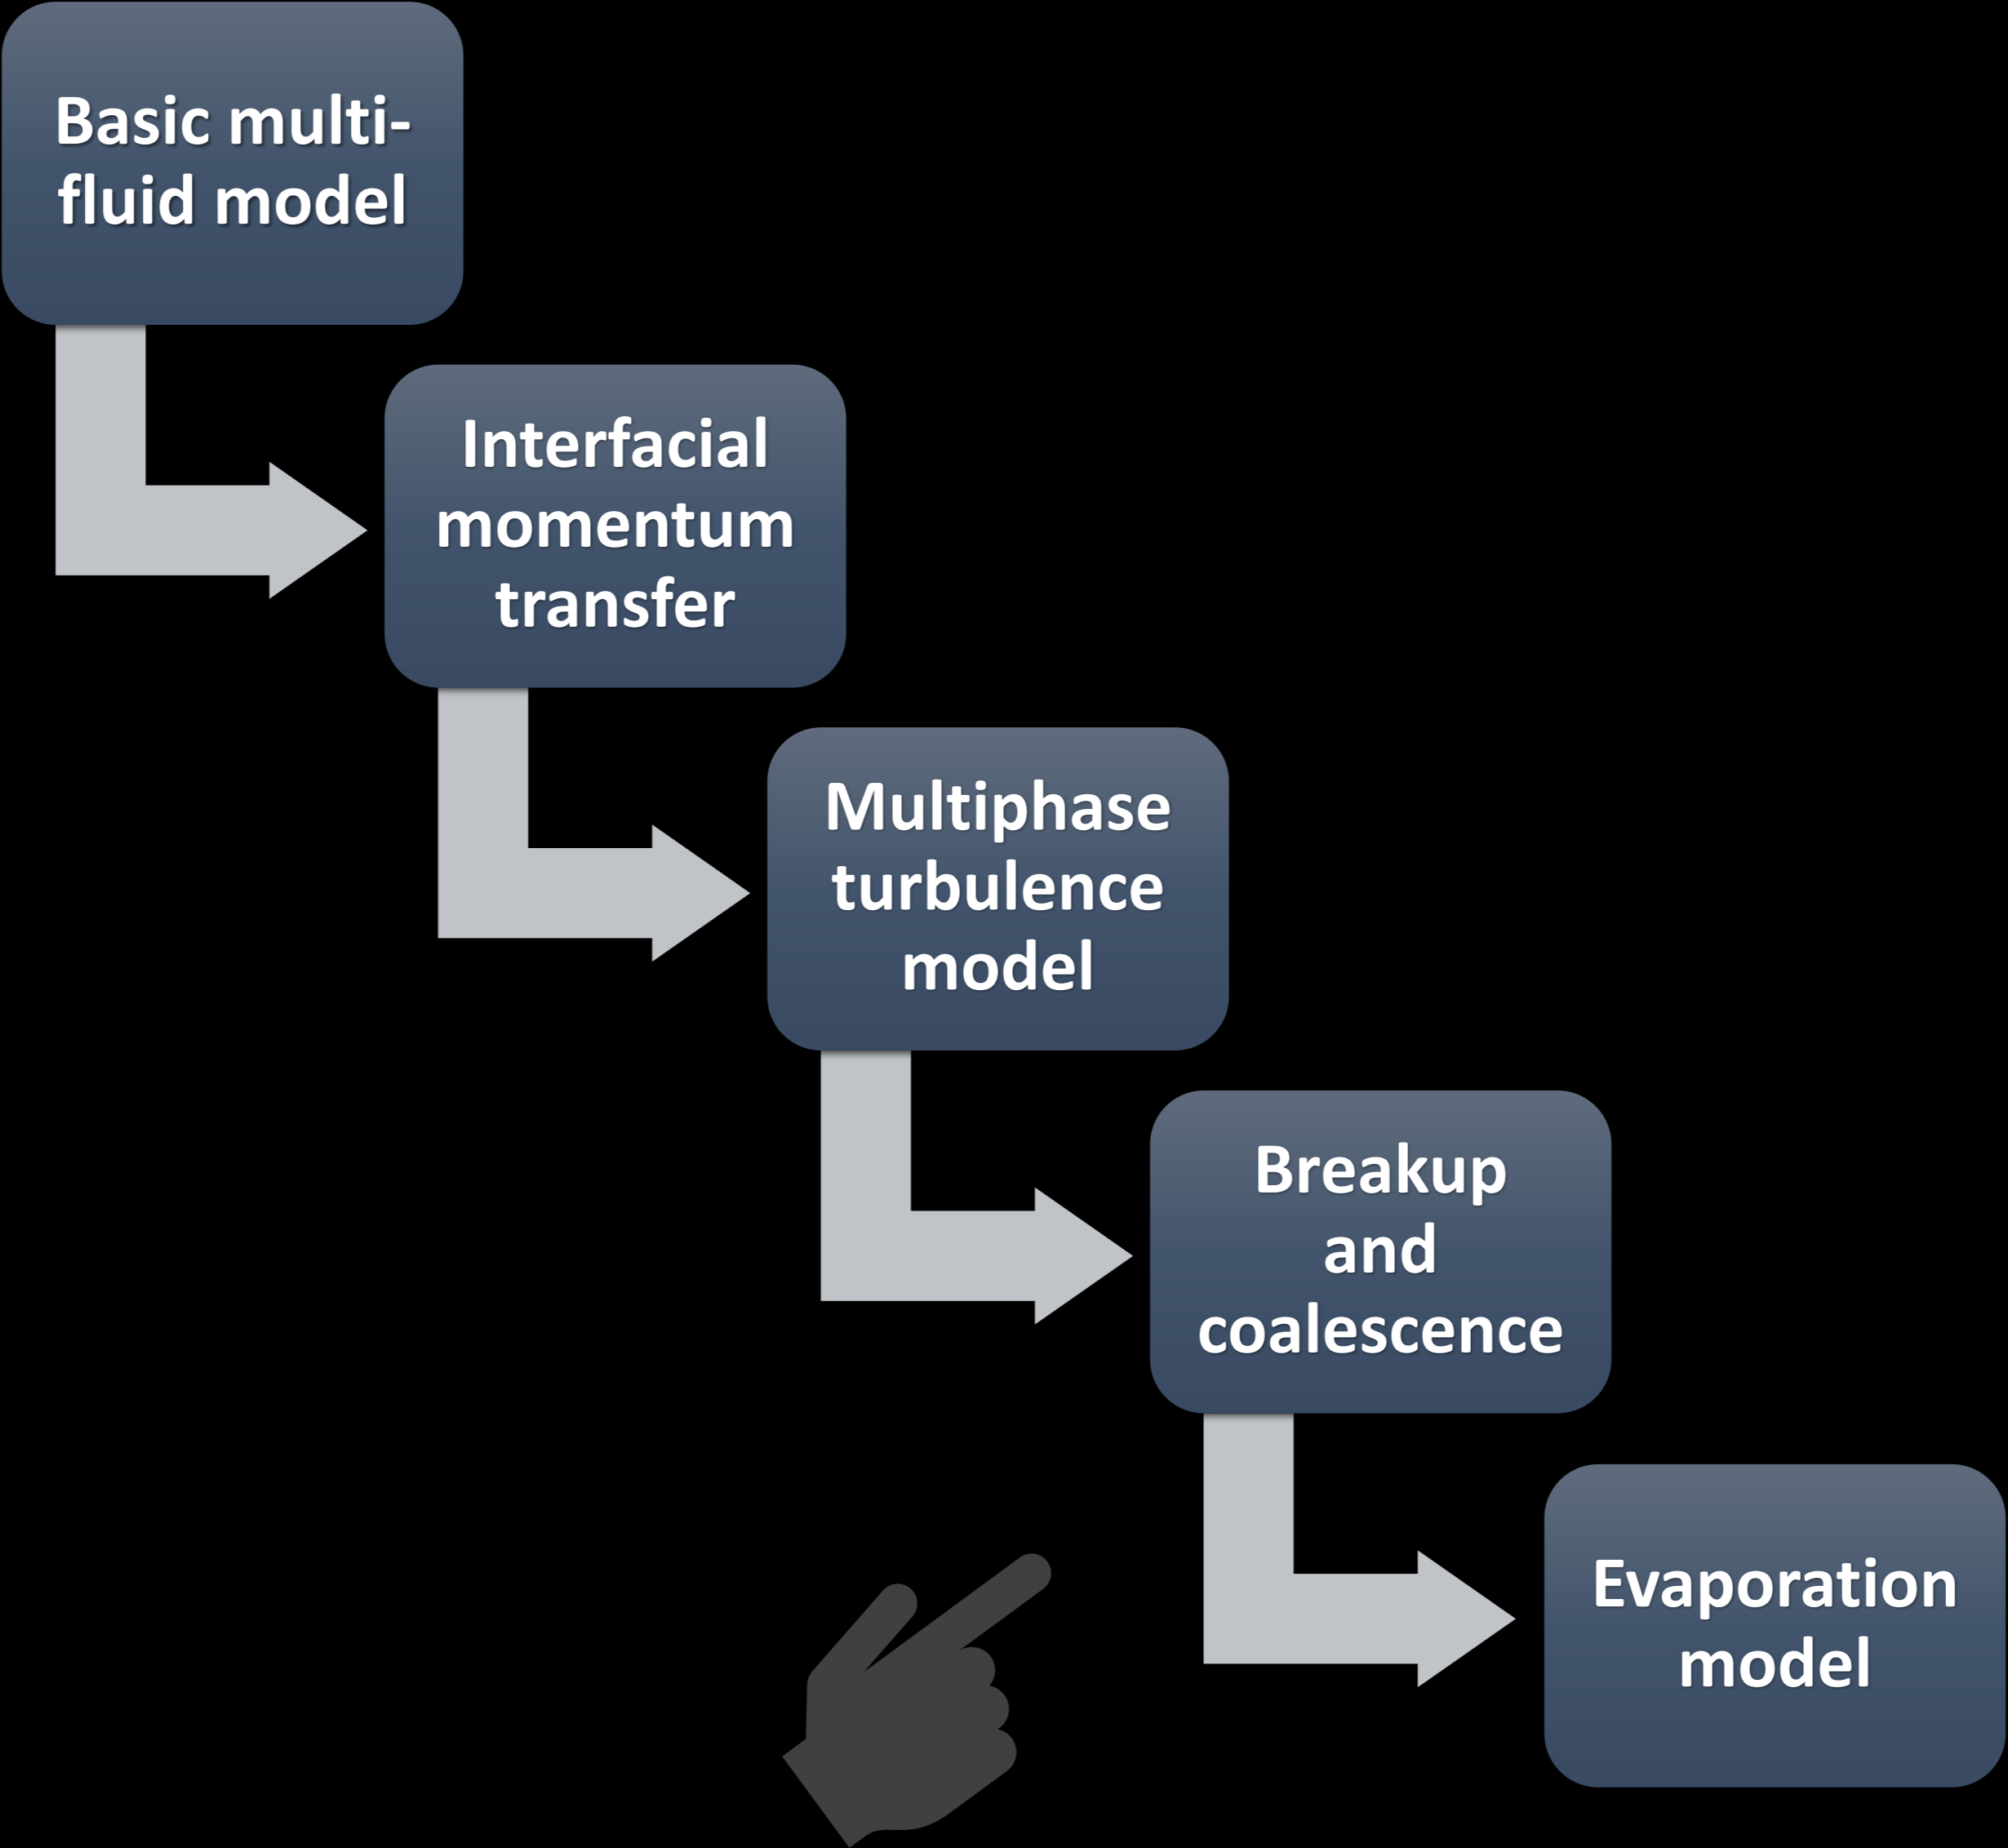 Basic multi-
fluid model
Interfacial
momentum
transfer
Multiphase
turbulence
model
Breakup
and
coalescence
Evaporation
model